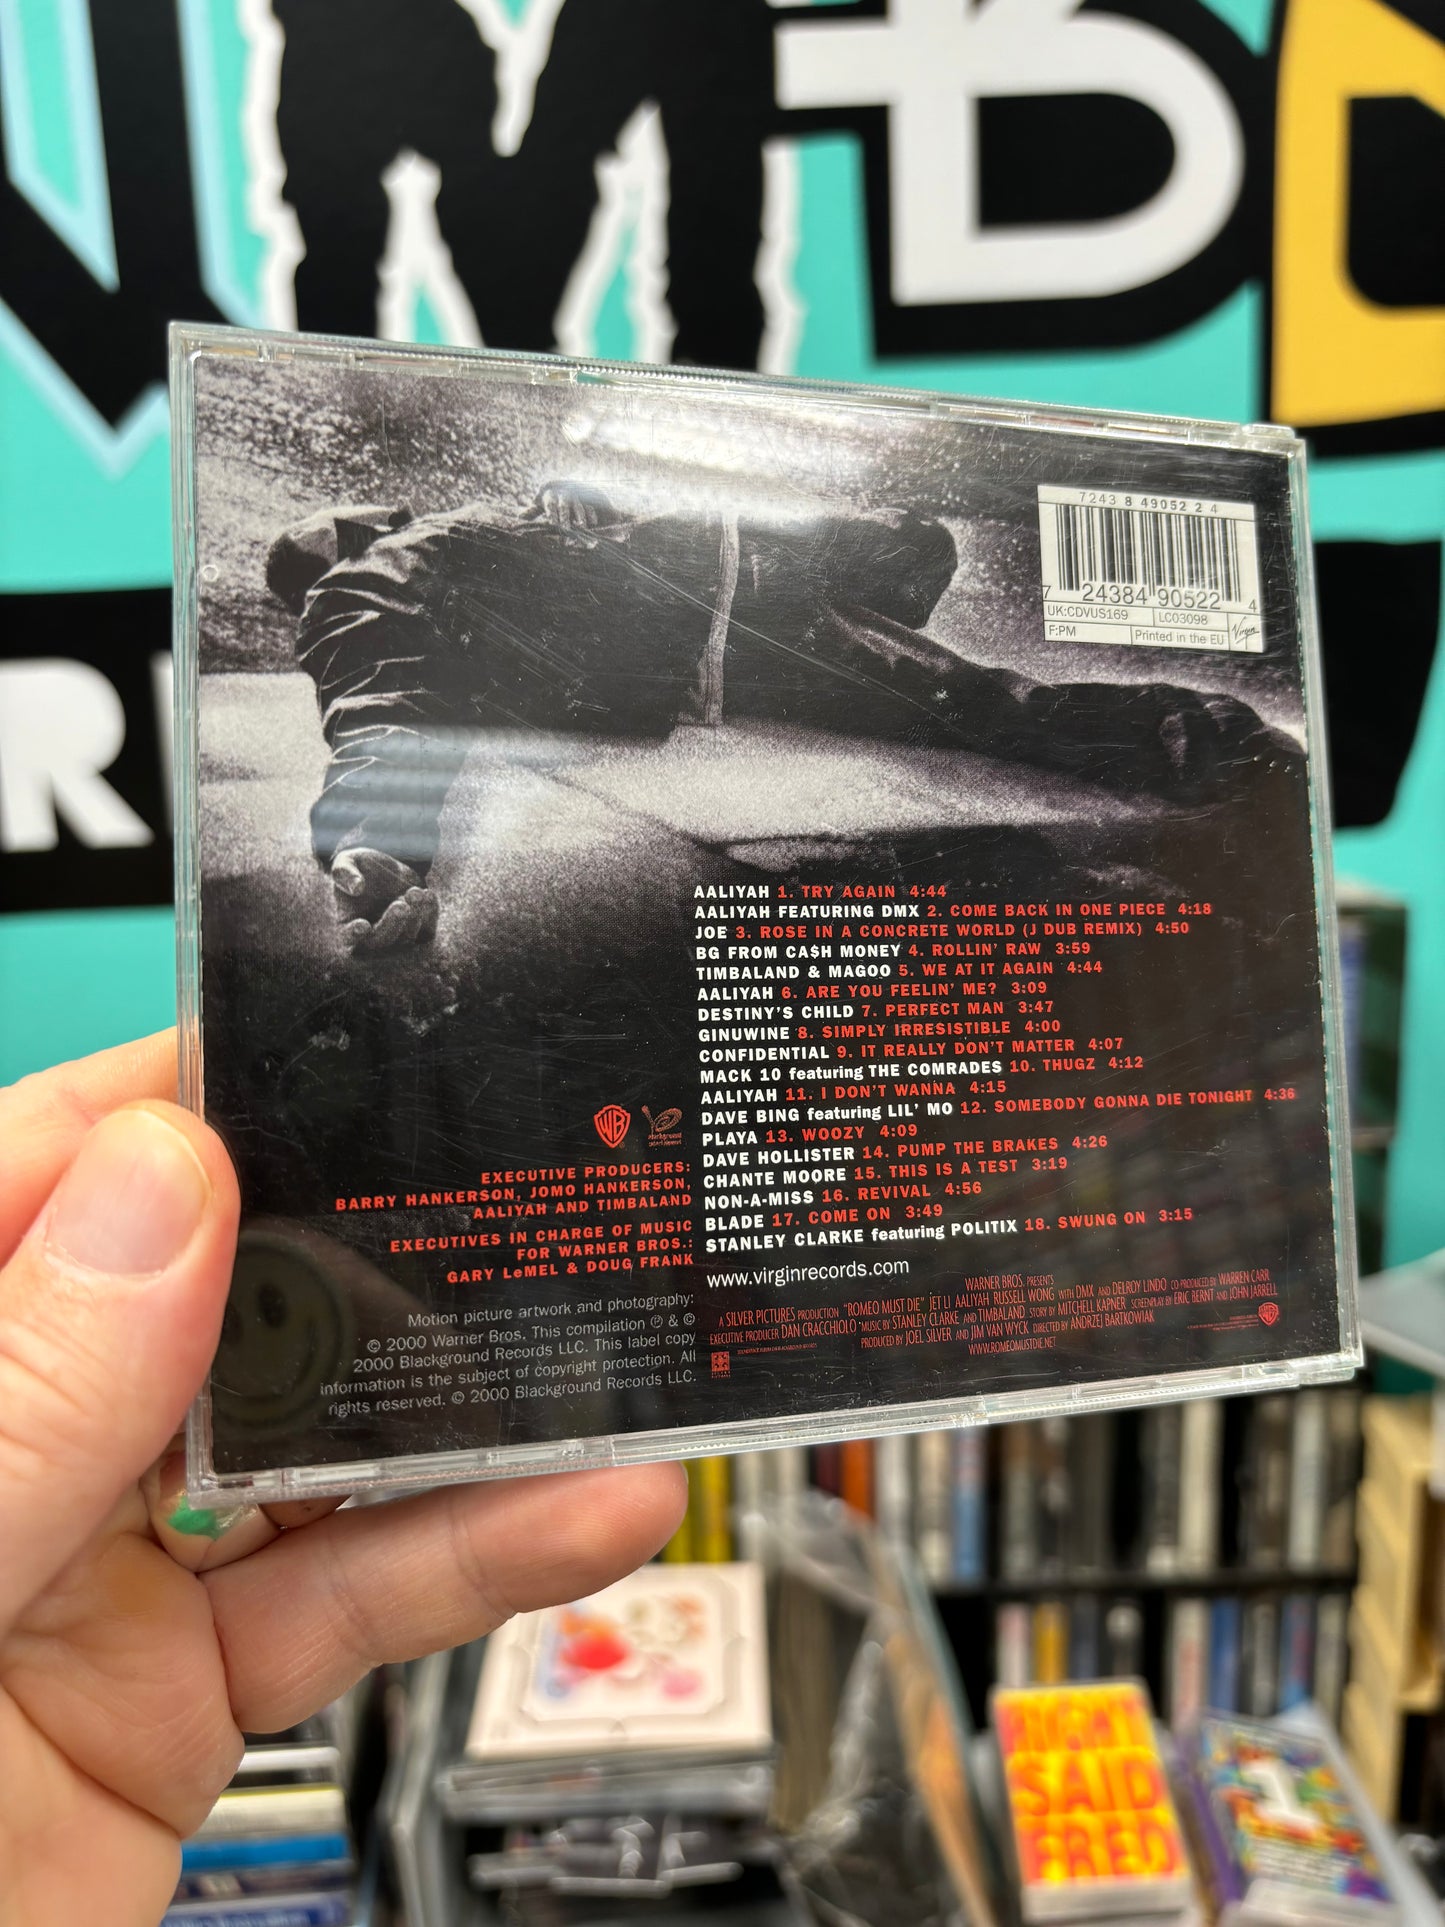 7243 8 49052 2 4
7 24384 90522 4
UK:CDVUS169 LC03098
F:PM Printed in the EU Virgin
AALIYAH 1. TRY AGAIN 4:44
AALIYAH FEATURING DMX 2. COME BACK IN ONE PIECE 4:18
JOE 3. ROSE IN A CONCRETE WORLD (J DUB REMIX) 4:50
BG FROM CA$H MONEY 4. ROLLIN' RAW 3:59
TIMBALAND & MAGOO 5. WE AT IT AGAIN 4:44
AALIYAH 6. ARE YOU FEELIN' ME? 3:09
DESTINY'S CHILD 7. PERFECT MAN 3:47
GINUWINE 8. SIMPLY IRRESISTIBLE 4:00
CONFIDENTIAL 9. IT REALLY DON'T MATTER 4:07
MACK 10 featuring THE COMRADES 10. THUGZ 4:12
AALIYAH 11. I DON'T WANNA 4:15
DAVE BING featuring LIL' MO 12. SOMEBODY GONNA DIE TONIGHT 4:36
PLAYA 13. WOOZY 4:09
DAVE HOLLISTER 14. PUMP THE BRAKES 4:26
CHANTE MOORE 15. THIS IS A TEST 3:19
NON-A-MISS 16. REVIVAL 4:56
BLADE 17. COME ON 3:49
STANLEY CLARKE featuring POLITIX 18. SWUNG ON 3:15
www.virginrecords.com
WB
EXECUTIVE PRODUCERS:
BARRY HANKERSON, JOMO HANKERSON,
AALIYAH AND TIMBALAND
EXECUTIVES IN CHARGE OF MUSIC
FOR WARNER BROS.:
GARY LeMEL & DOUG FRANK
Motion picture artwork and photography:
© 2000 Warner Bros. This compilation ℗ & ©
2000 Blackground Records LLC. This label copy
information is the subject of copyright protection. All
rights reserved. © 2000 Blackground Records LLC.
WARNER BROS. PRESENTS
A SILVER PICTURES PRODUCTION "ROMEO MUST DIE" JET LI AALIYAH RUSSELL WONG WITH DMX AND DELROY LINDO CO-PRODUCED BY WARREN CARR
EXECUTIVE PRODUCER DAN CRACCHIOLO MUSIC BY STANLEY CLARKE AND TIMBALAND STORY BY MITCHELL KAPNER SCREENPLAY BY ERIC BERNT AND JOHN JARRELL
PRODUCED BY JOEL SILVER AND JIM VAN WYCK DIRECTED BY ANDRZEJ BARTKOWIAK
WWW.ROMEOMUSTDIE.NET
SAID
FRED